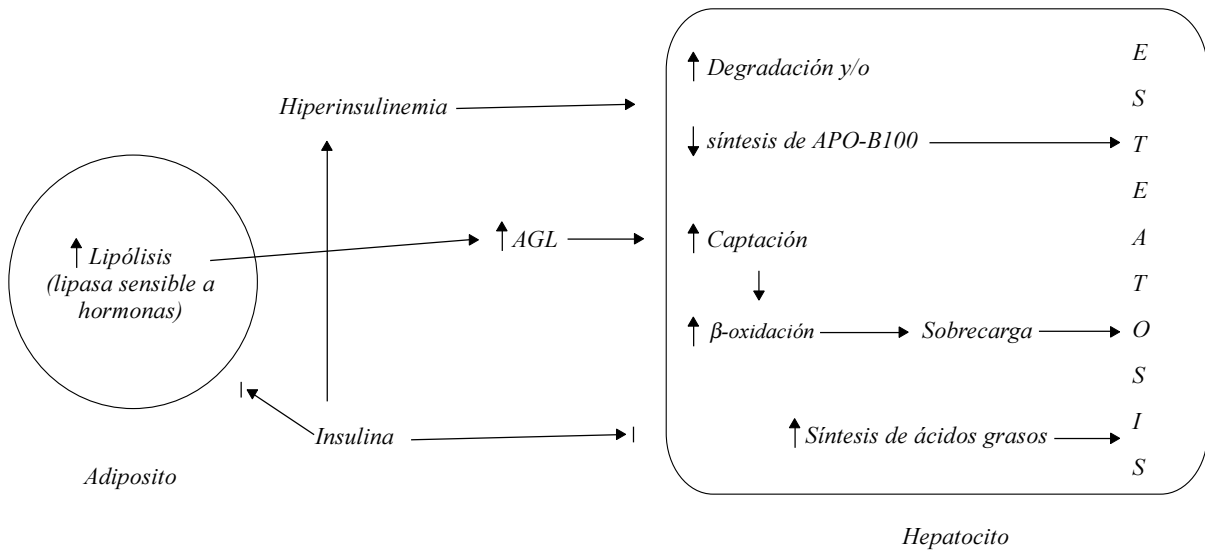 Degradación y/o
Hiperinsulinemia
síntesis de APO-B100
Lipólisis
(lipasa sensible a
hormonas)
AGL
Captación
β-oxidación
Sobrecarga
Insulina
Síntesis de ácidos grasos
E
S
T
E
A
T
O
S
I
S
Adiposito
Hepatocito